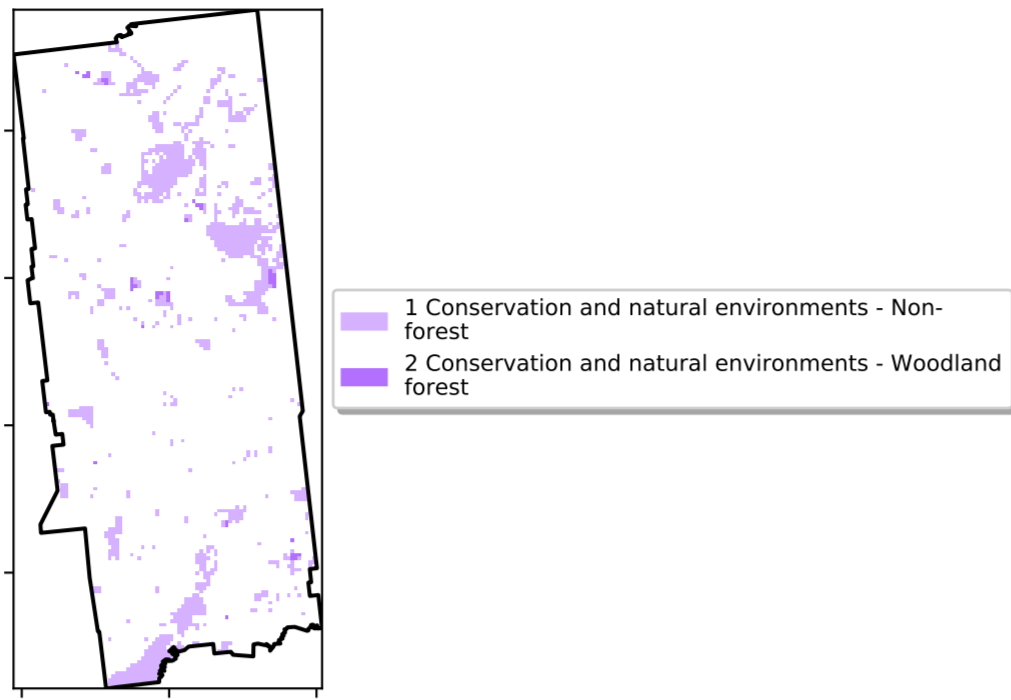 1 Conservation and natural environments - Non-
forest
2 Conservation and natural environments - Woodland
forest